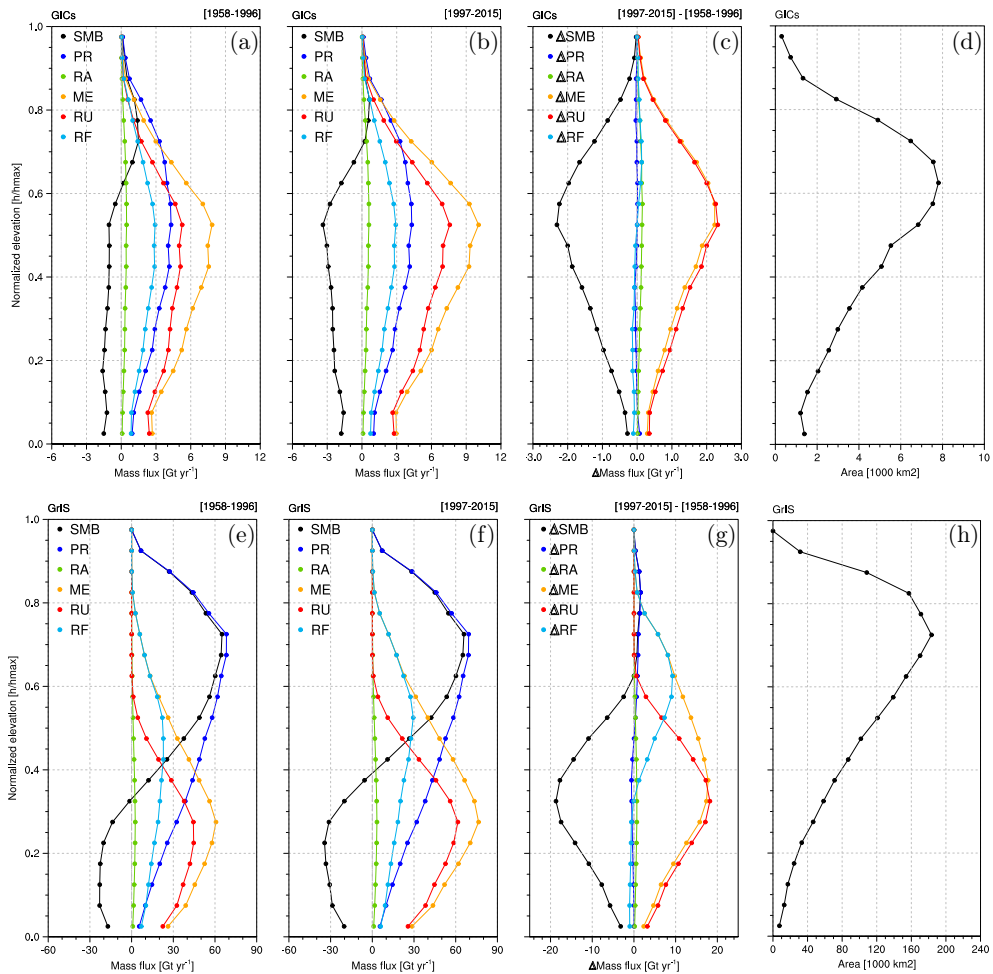 GICs [1958-1996]
GICs [1997-2015]
GICs [1997-2015] - [1958-1996]
GICs
SMB (a)
PR
RA
ME
RU
RF
SMB (b)
PR
RA
ME
RU
RF
ΔSMB (c)
ΔPR
ΔRA
ΔME
ΔRU
ΔRF
(d)
Normalized elevation [h/hmax]
1.0
0.8
0.6
0.4
0.2
0.0
-6 -3 0 3 6 9 12
-6 -3 0 3 6 9 12
-3.0 -2.0 -1.0 0.0 1.0 2.0 3.0
0 2 4 6 8 10
Mass flux [Gt yr⁻¹]
Mass flux [Gt yr⁻¹]
ΔMass flux [Gt yr⁻¹]
Area [1000 km2]
GrIS [1958-1996]
GrIS [1997-2015]
GrIS [1997-2015] - [1958-1996]
GrIS
SMB (e)
PR
RA
ME
RU
RF
SMB (f)
PR
RA
ME
RU
RF
ΔSMB (g)
ΔPR
ΔRA
ΔME
ΔRU
ΔRF
(h)
Normalized elevation [h/hmax]
1.0
0.8
0.6
0.4
0.2
0.0
-60 -30 0 30 60 90
-60 -30 0 30 60 90
-20 -10 0 10 20
0 40 80 120 160 200 240
Mass flux [Gt yr⁻¹]
Mass flux [Gt yr⁻¹]
ΔMass flux [Gt yr⁻¹]
Area [1000 km2]